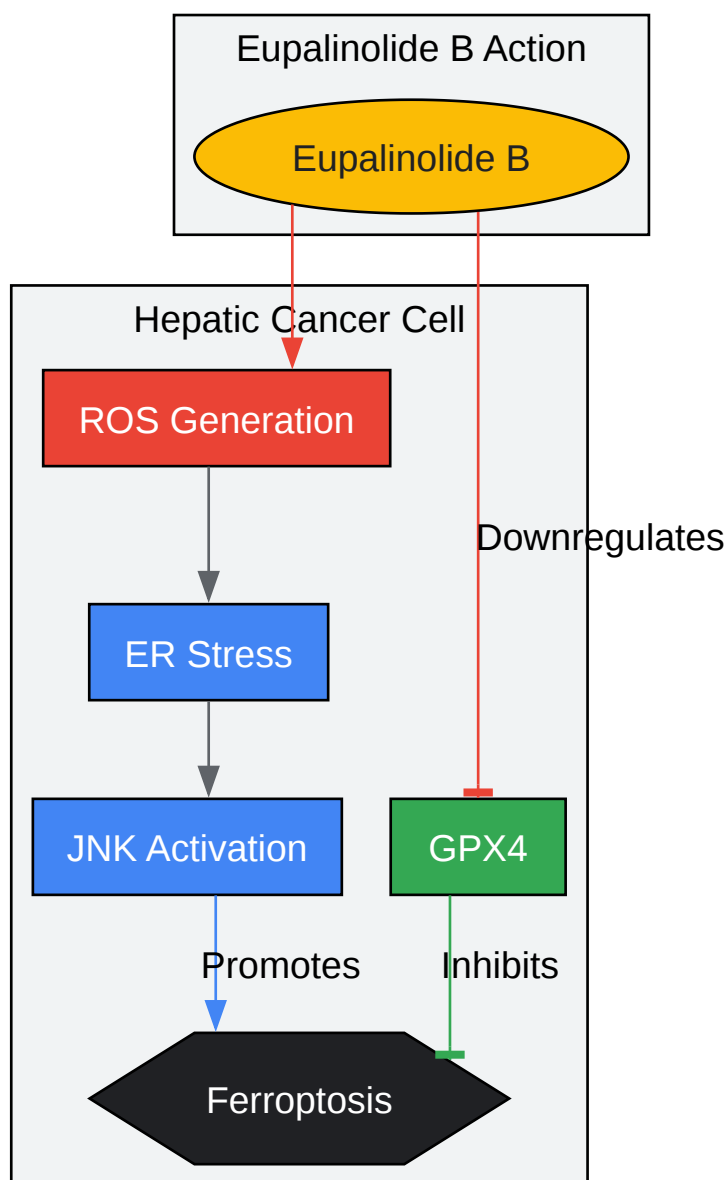 Eupalinolide B Action
Eupalinolide B
Hepatic Cancer Cell
ROS Generation
Downregulates
ER Stress
JNK Activation
GPX4
Promotes
Inhibits
Ferroptosis